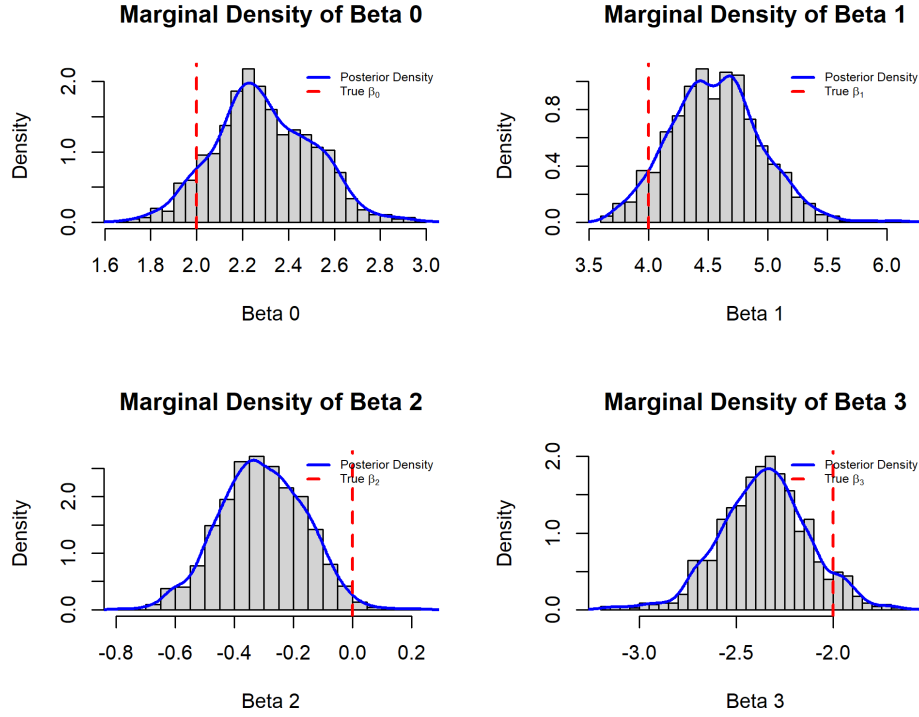 Marginal Density of Beta 0
Density
0.0 1.0 2.0
Posterior Density
True β0
1.6 1.8 2.0 2.2 2.4 2.6 2.8 3.0
Beta 0
Marginal Density of Beta 1
Density
0.0 0.4 0.8
Posterior Density
True β1
3.5 4.0 4.5 5.0 5.5 6.0
Beta 1
Marginal Density of Beta 2
Density
0.0 1.0 2.0
Posterior Density
True β2
-0.8 -0.6 -0.4 -0.2 0.0 0.2
Beta 2
Marginal Density of Beta 3
Density
0.0 1.0 2.0
Posterior Density
True β3
-3.0 -2.5 -2.0
Beta 3